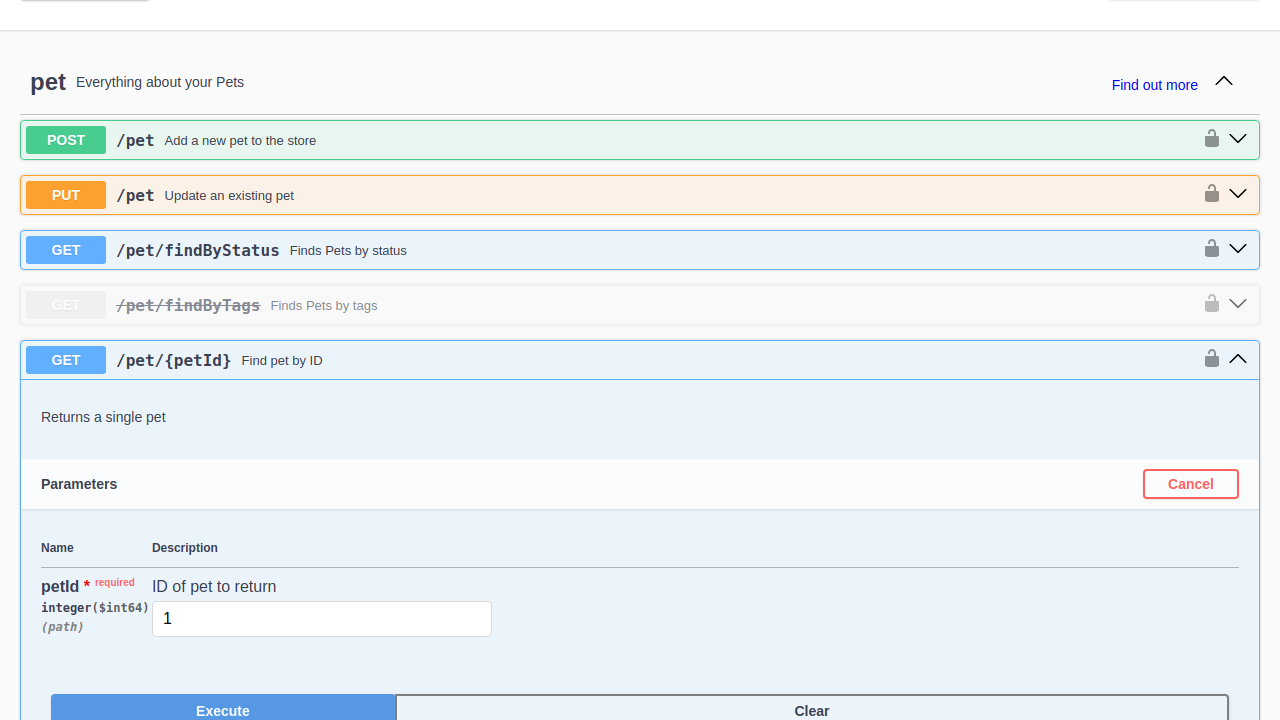 pet Everything about your Pets Find out more
POST /pet Add a new pet to the store
PUT /pet Update an existing pet
GET /pet/findByStatus Finds Pets by status
GET /pet/findByTags Finds Pets by tags
GET /pet/{petId} Find pet by ID
Returns a single pet
Parameters Cancel
Name Description
petId * required ID of pet to return
integer($int64) 1
(path)
Execute Clear